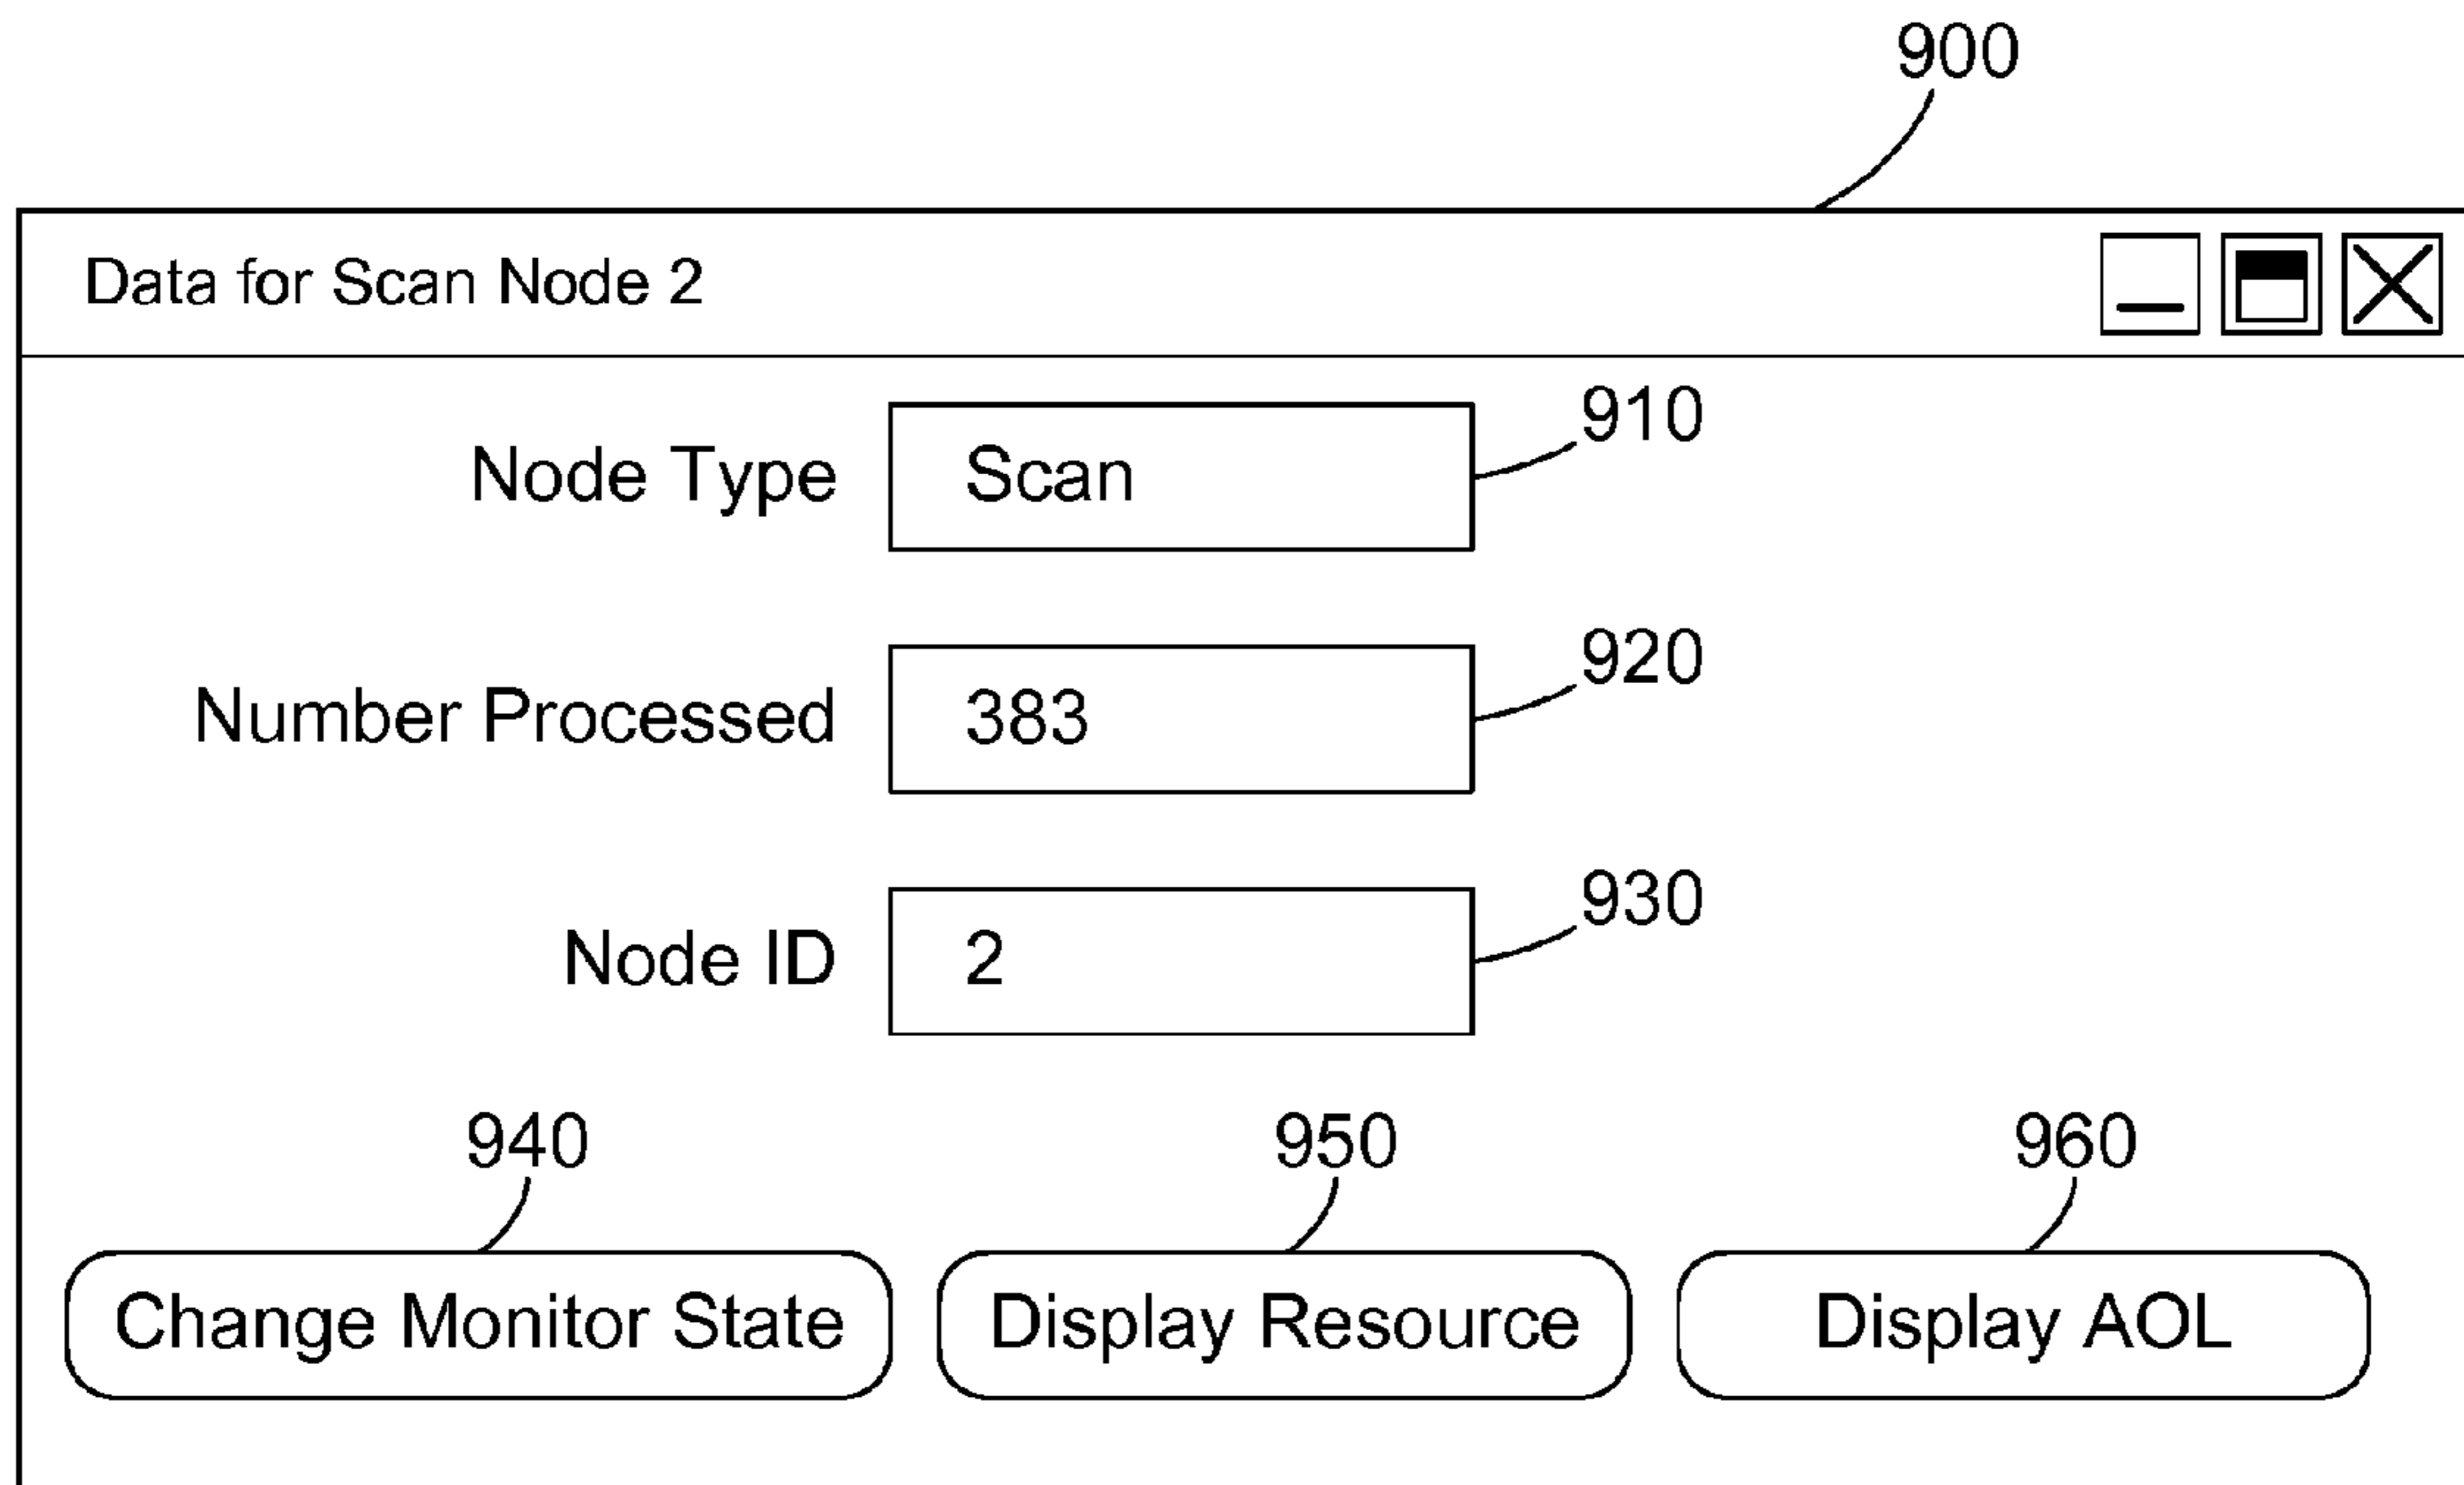 900
Data for Scan Node 2
Node Type Scan 910
Number Processed 383 920
Node ID 2 930
940 950 960
Change Monitor State Display Resource Display AOL